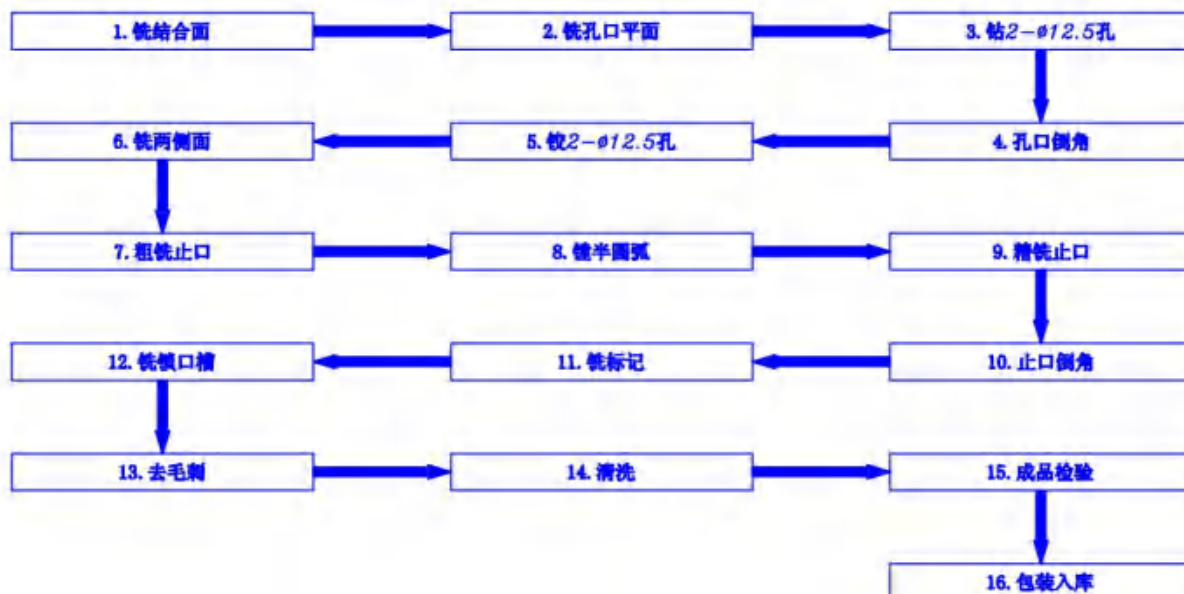 1.铣结合面
2.铣孔口平面
3.钻2-ø12.5孔
4.孔口倒角
5.铰2-ø12.5孔
6.铣两侧面
7.粗铣止口
8.镗半圆弧
9.精铣止口
10.止口倒角
11.铣标记
12.铣锁口槽
13.去毛刺
14.清洗
15.成品检验
16.包装入库